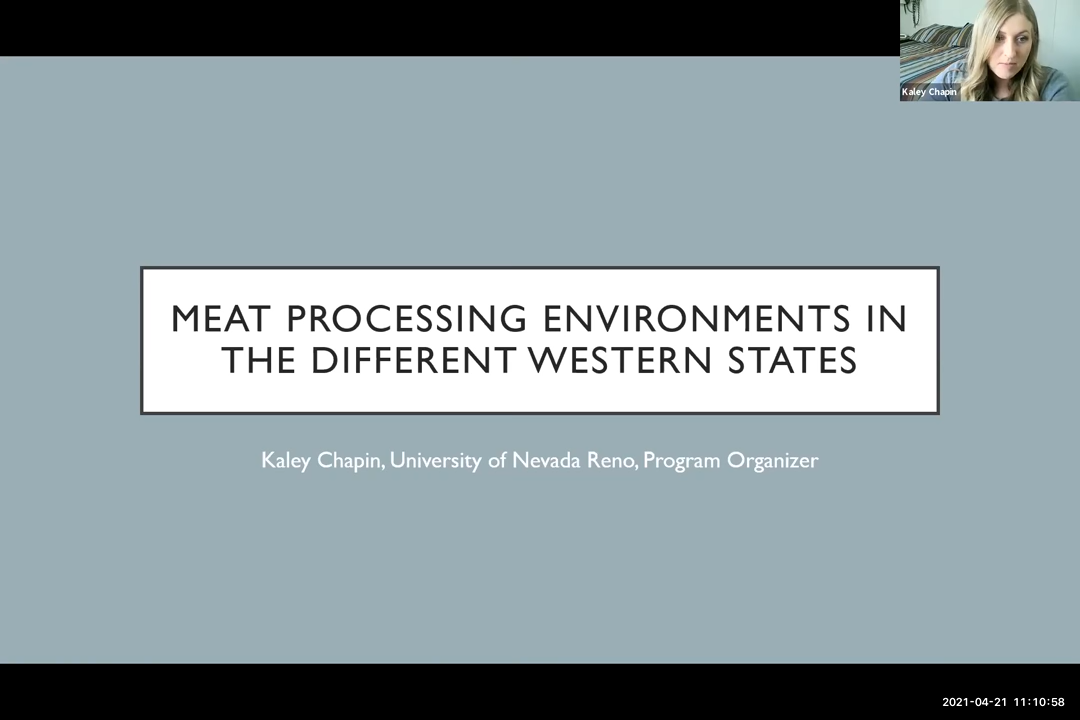 Kaley Chapin
MEAT PROCESSING ENVIRONMENTS IN
THE DIFFERENT WESTERN STATES
Kaley Chapin, University of Nevada Reno, Program Organizer
2021-04-21 11:10:58